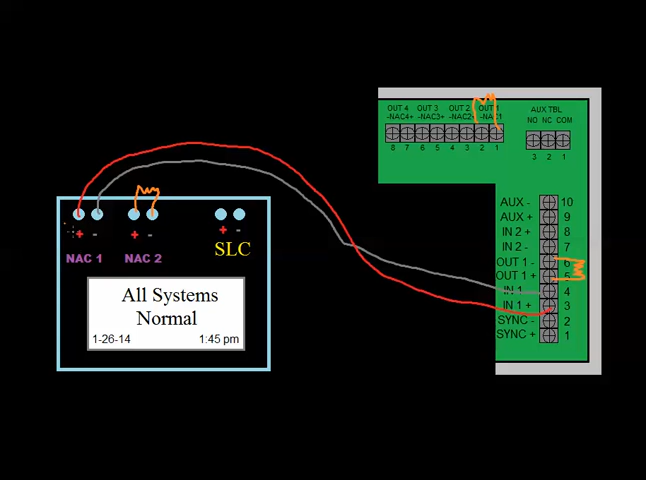 OUT 4 OUT 3 OUT 2 OUT 1
-NAC4+ -NAC3+ -NAC2+ -NAC1
8 7 6 5 4 3 2 1
AUX TBL
NO NC COM
3 2 1
AUX - 10
AUX + 9
IN 2 + 8
IN 2 - 7
OUT 1 - 6
OUT 1 + 5
IN 1 4
IN 1 + 3
SYNC - 2
SYNC + 1
+ - + - + -
NAC 1 NAC 2 SLC
All Systems
Normal
1-26-14 1:45 pm